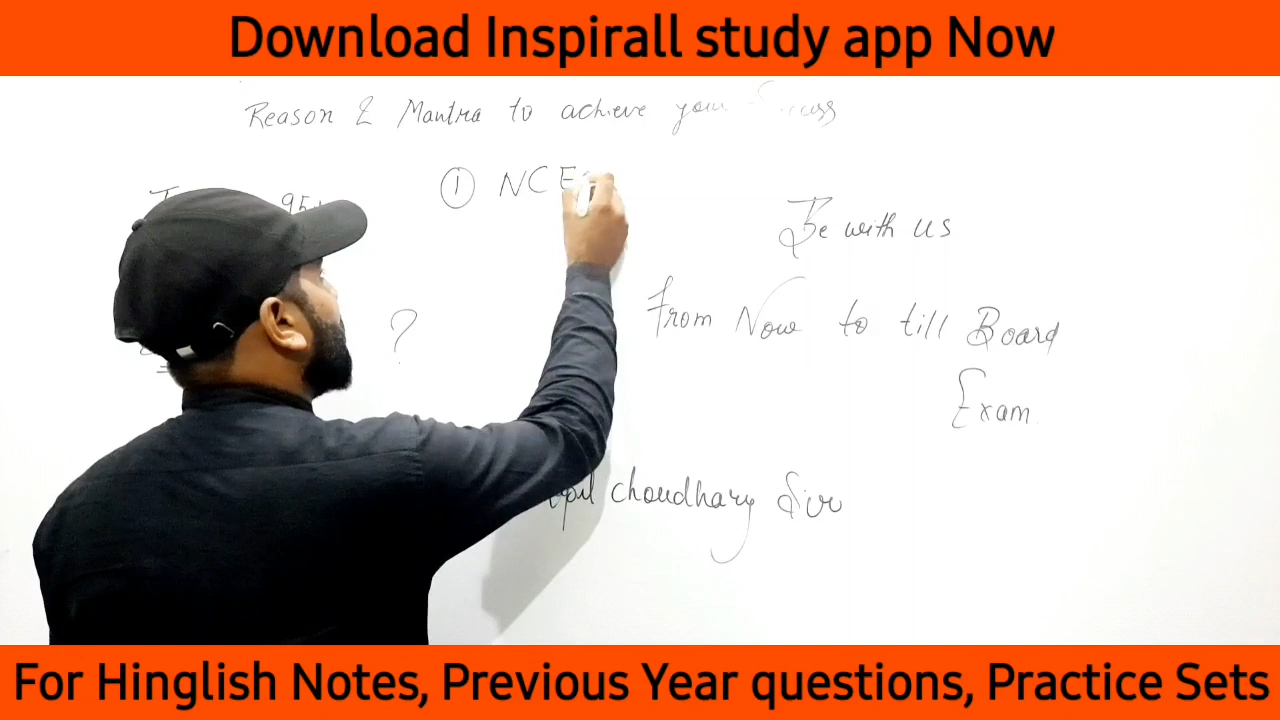 Download Inspirall study app Now
Reason & Mantra to achieve your
① NCE
95
Be with us
?
From Now to till Board
Exam.
choudhary Sir
For Hinglish Notes, Previous Year questions, Practice Sets